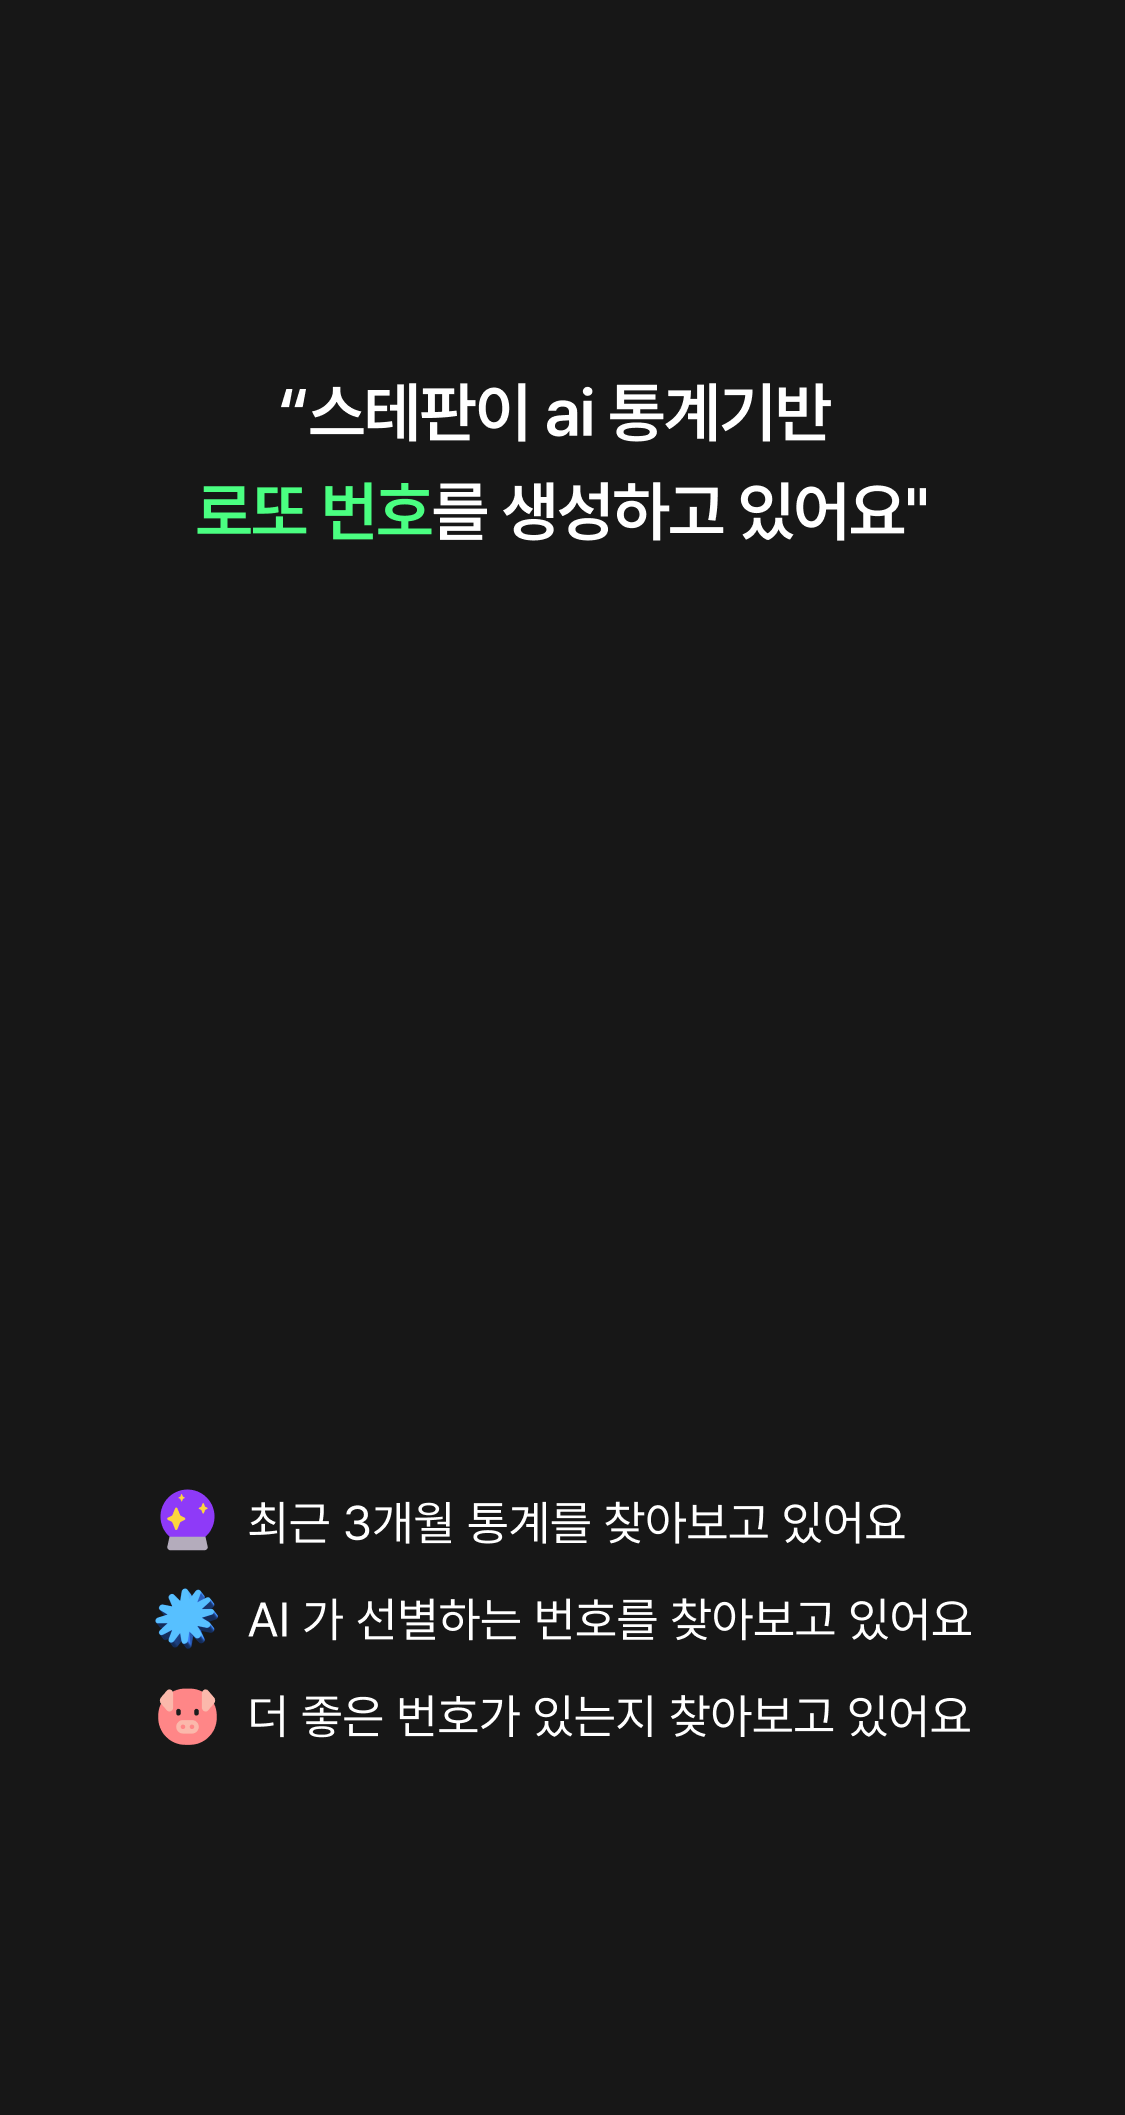 “스테판이 ai 통계기반
로또 번호를 생성하고 있어요"
최근 3개월 통계를 찾아보고 있어요
AI 가 선별하는 번호를 찾아보고 있어요
더 좋은 번호가 있는지 찾아보고 있어요